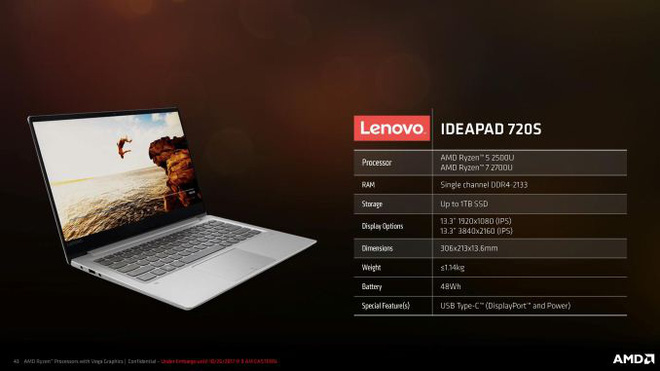 Lenovo
IDEAPAD 720S
Processor
AMD Ryzen™ 5 2500U
AMD Ryzen™ 7 2700U
RAM
Single channel DDR4-2133
Storage
Up to 1TB SSD
Display Options
13.3" 1920x1080 (IPS)
13.3" 3840x2160 (IPS)
Dimensions
306x213x13.6mm
Weight
≤1.14kg
Battery
48Wh
Special Feature(s)
USB Type-C™ (DisplayPort™ and Power)
AMD Ryzen™ Processors with Vega Graphics | Confidential –
AMD